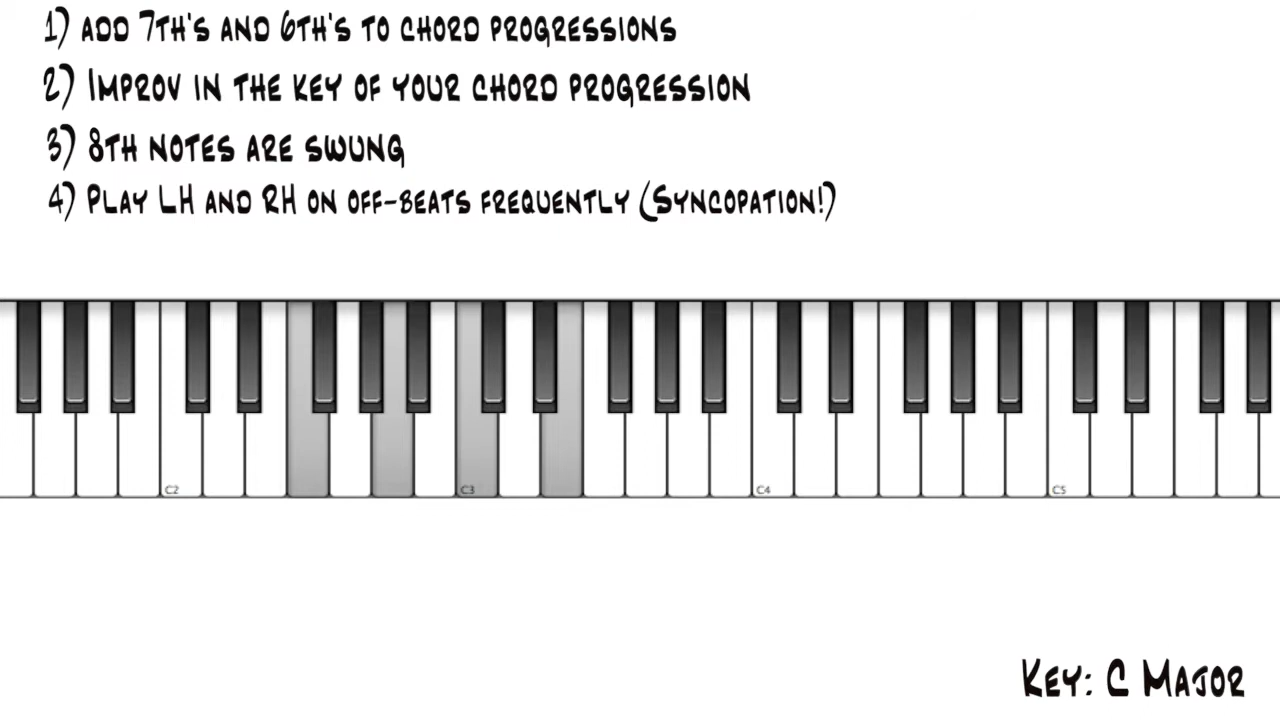 1) ADD 7TH'S AND 6TH'S TO CHORD PROGRESSIONS
2) IMPROV IN THE KEY OF YOUR CHORD PROGRESSION
3) 8TH NOTES ARE SWUNG
4) PLAY LH AND RH ON OFF-BEATS FREQUENTLY (SYNCOPATION!)
C2 C3 C4 C5
KEY: C MAJOR